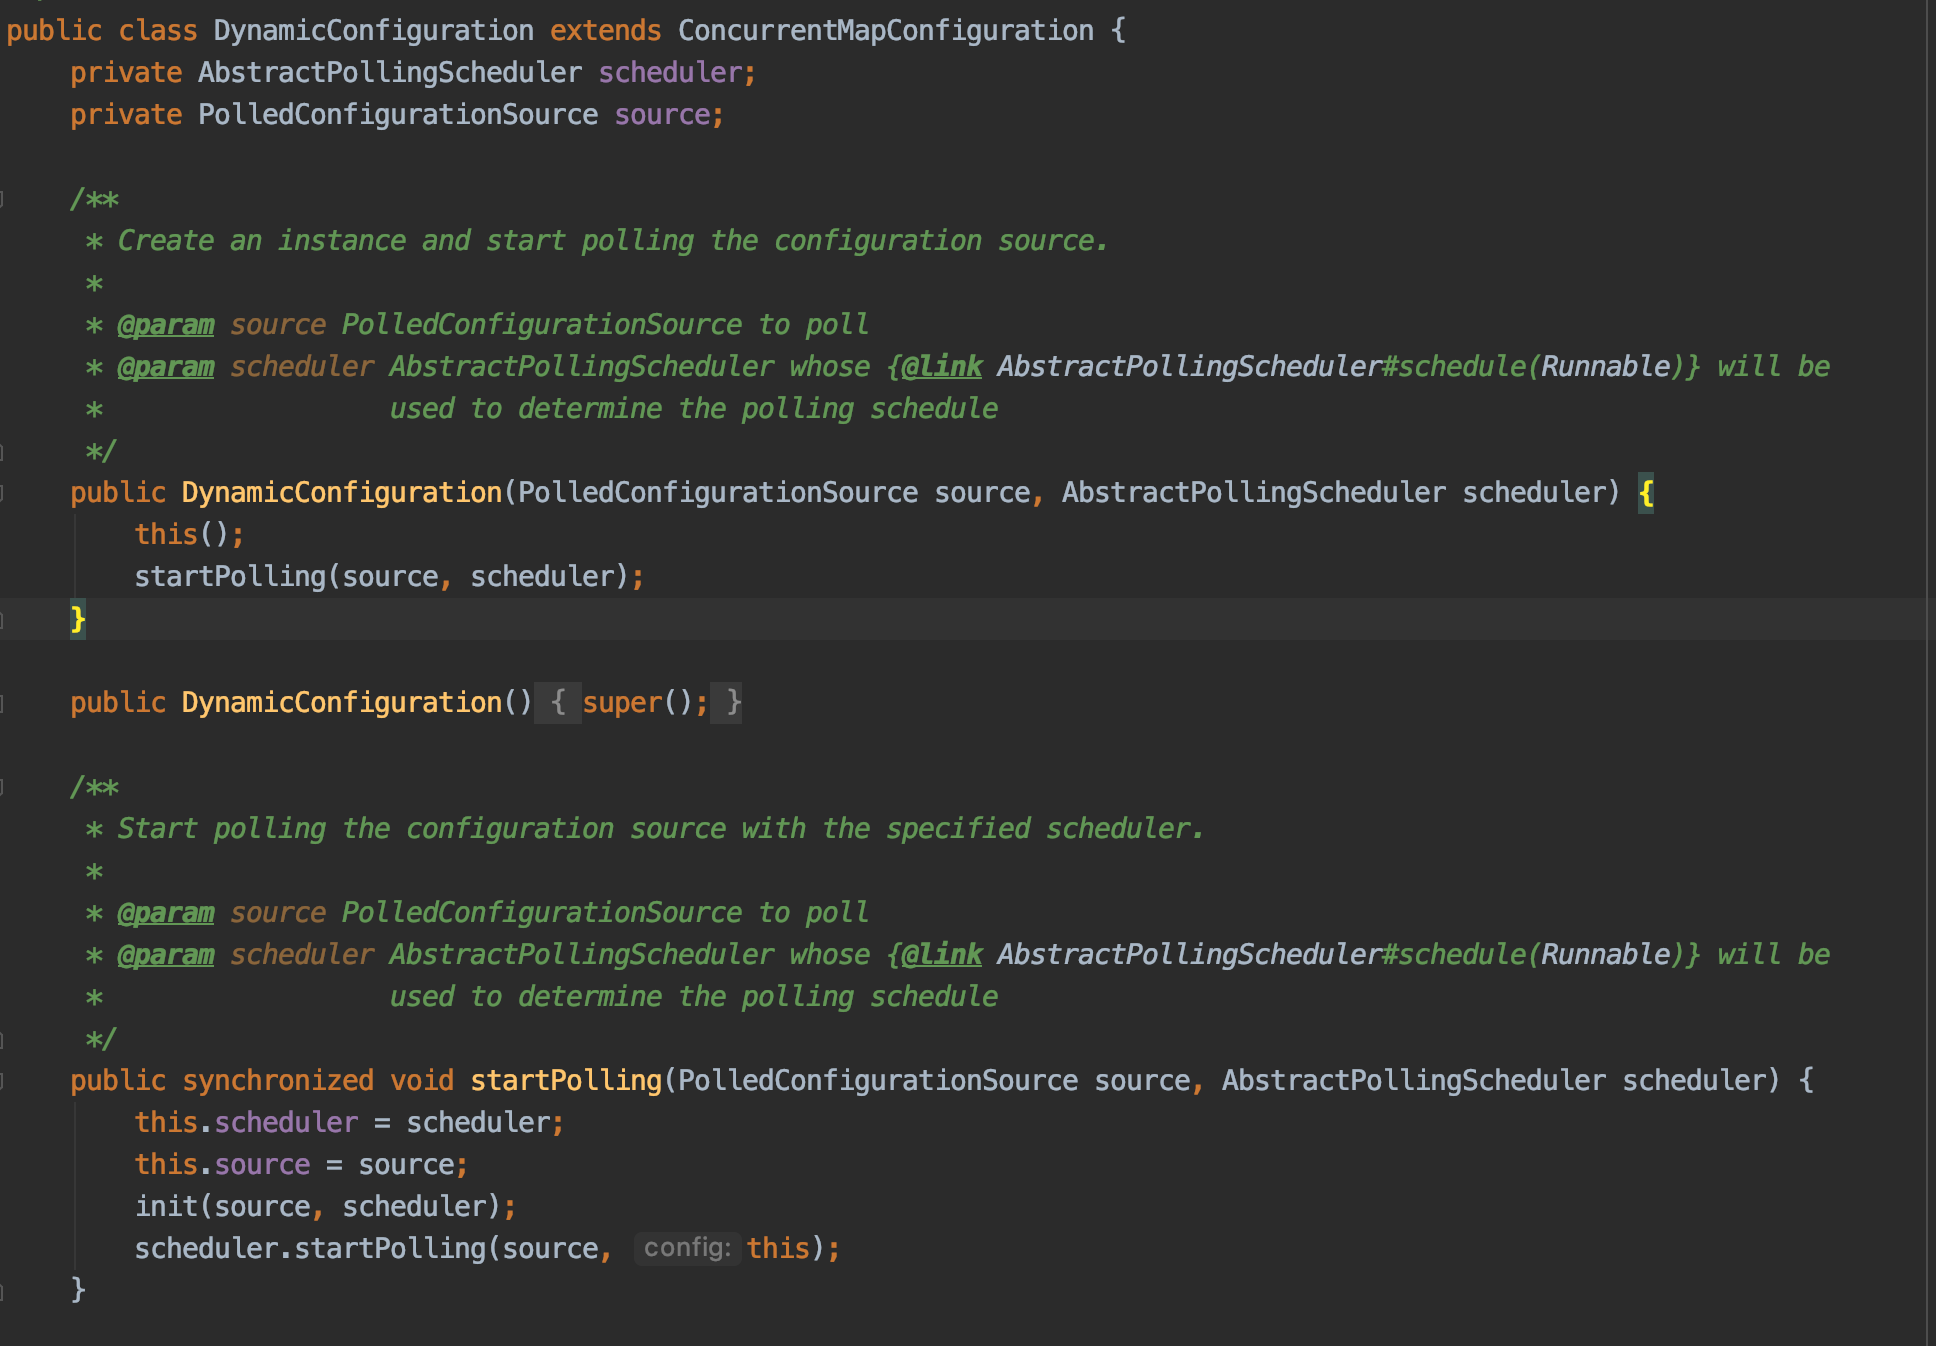 public class DynamicConfiguration extends ConcurrentMapConfiguration {
    private AbstractPollingScheduler scheduler;
    private PolledConfigurationSource source;

    /**
     * Create an instance and start polling the configuration source.
     *
     * @param source PolledConfigurationSource to poll
     * @param scheduler AbstractPollingScheduler whose {@link AbstractPollingScheduler#schedule(Runnable)} will be
     *                  used to determine the polling schedule
     */
    public DynamicConfiguration(PolledConfigurationSource source, AbstractPollingScheduler scheduler) {
        this();
        startPolling(source, scheduler);
    }

    public DynamicConfiguration() { super(); }

    /**
     * Start polling the configuration source with the specified scheduler.
     *
     * @param source PolledConfigurationSource to poll
     * @param scheduler AbstractPollingScheduler whose {@link AbstractPollingScheduler#schedule(Runnable)} will be
     *                  used to determine the polling schedule
     */
    public synchronized void startPolling(PolledConfigurationSource source, AbstractPollingScheduler scheduler) {
        this.scheduler = scheduler;
        this.source = source;
        init(source, scheduler);
        scheduler.startPolling(source, config: this);
    }